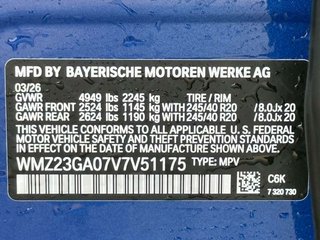 MFD BY BAYERISCHE MOTOREN WERKE AG
03/26
GVWR 4949 lbs 2245 kg TIRE / RIM
GAWR FRONT 2524 lbs 1145 kg WITH 245/40 R20 / 8.0Jx 20
GAWR REAR 2624 lbs 1190 kg WITH 245/40 R20 / 8.0Jx 20
THIS VEHICLE CONFORMS TO ALL APPLICABLE
FEDERAL MOTOR VEHICLE SAFETY, BUMPER, AND THEFT
PREVENTION STANDARDS IN EFFECT ON THE DATE
OF MANUFACTURE SHOWN ABOVE.
WMZ23GA07V7V51175 TYPE: MPV
C6K
7 320 730